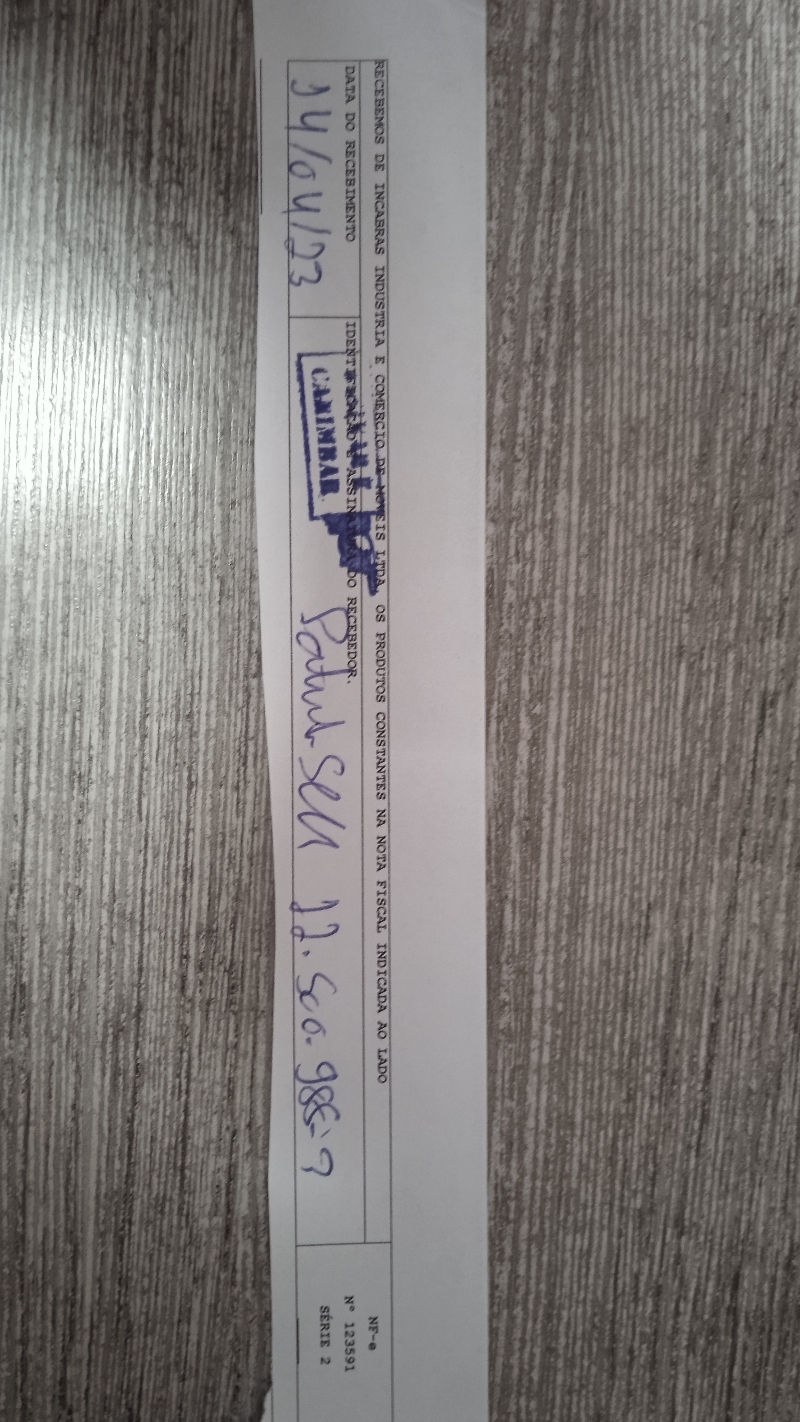 RECEBEMOS DE INCABRAS INDUSTRIA E COMERCIO DE MOVEIS LTDA OS PRODUTOS CONSTANTES NA NOTA FISCAL INDICADA AO LADO
DATA DO RECEBIMENTO
14/04/23
IDENTIFICAÇÃO E ASSINATURA DO RECEBEDOR.
CARIMBAR
NF-e
Nº 123591
SÉRIE 2